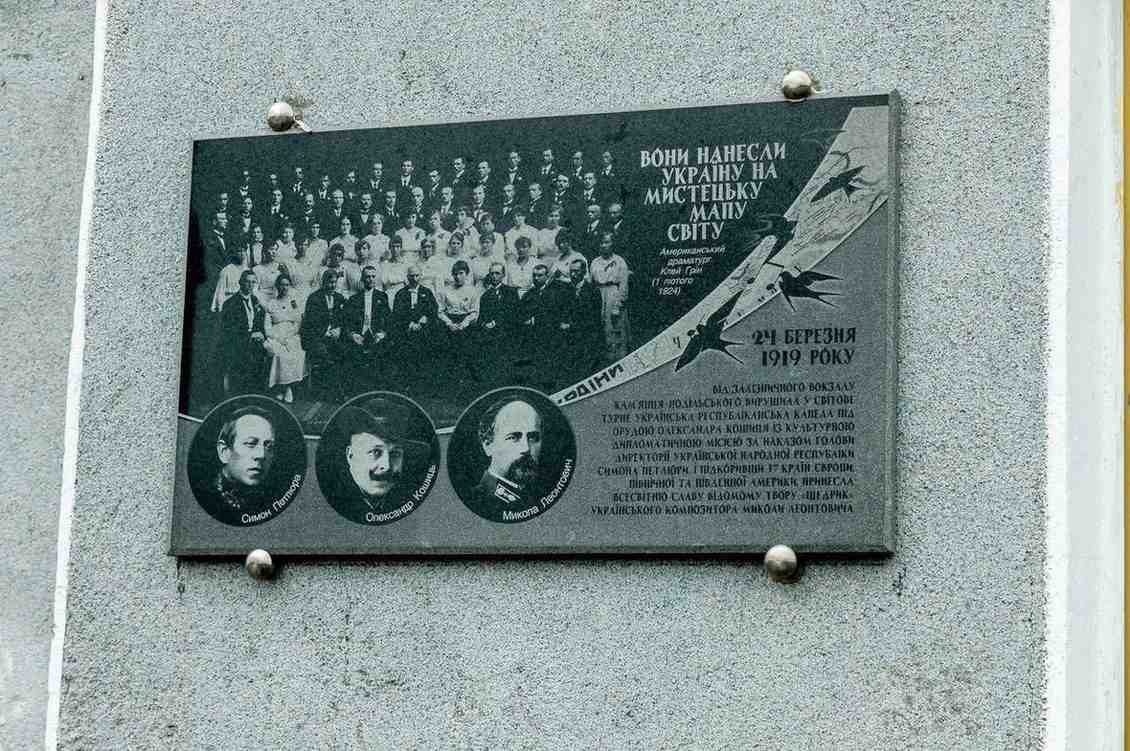 ВОНИ НАНЕСЛИ
УКРАЇНУ НА
МИСТЕЦЬКУ
МАПУ
СВІТУ
Американський
драматург
Клей Грін
(1 лютого
1924)
24 БЕРЕЗНЯ
1919 РОКУ
ВІД ЗАЛІЗНИЧНОГО ВОКЗАЛУ
КАМ'ЯНЦЯ-ПОДІЛЬСЬКОГО ВИРУШИЛА У СВІТОВЕ
ТУРНЕ УКРАЇНСЬКА РЕСПУБЛІКАНСЬКА КАПЕЛА ПІД
ОРУДОЮ ОЛЕКСАНДРА КОШИЦЯ ІЗ КУЛЬТУРНО
ДИПЛОМАТИЧНОЮ МІСІЄЮ ЗА НАКАЗОМ ГОЛОВИ
ДИРЕКТОРІЇ УКРАЇНСЬКОЇ НАРОДНОЇ РЕСПУБЛІКИ
СИМОНА ПЕТЛЮРИ, І ПІДКОРИВШИ 17 КРАЇН ЄВРОПИ,
ПІВНІЧНОЇ ТА ПІВДЕННОЇ АМЕРИКИ ПРИНЕСЛА
ВСЕСВІТНЮ СЛАВУ ВІДОМОМУ ТВОРУ «ЩЕДРИК»
УКРАЇНСЬКОГО КОМПОЗИТОРА МИКОЛИ ЛЕОНТОВИЧА
Симон Петлюра
Олександр Кошиць
Микола Леонтович